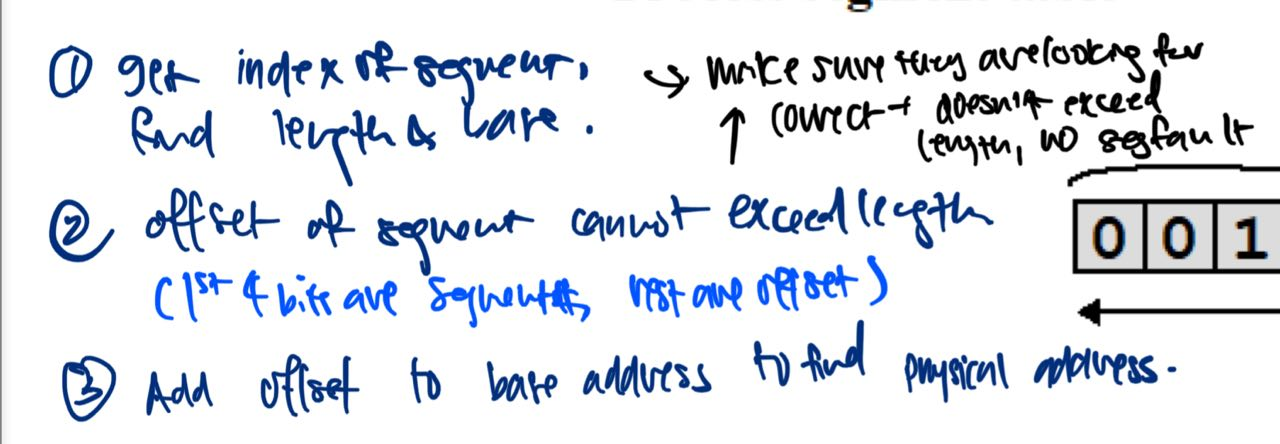 ① get index of segment,
find length & base.
→ make sure they are looking for
↑ correct + doesn't exceed
length, no segfault
② offset of segment cannot exceed length
(1st 4 bits are segment #, rest are offset)
0 0 1
③ Add offset to base address to find physical address.